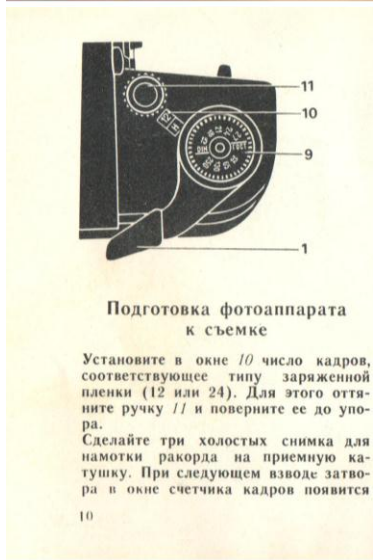 11
10
9
1
Подготовка фотоаппарата
к съемке
Установите в окне 10 число кадров,
соответствующее типу заряженной
пленки (12 или 24). Для этого оття-
ните ручку 11 и поверните ее до упо-
ра.
Сделайте три холостых снимка для
намотки ракорда на приемную ка-
тушку. При следующем взводе затво-
ра в окне счетчика кадров появится
10